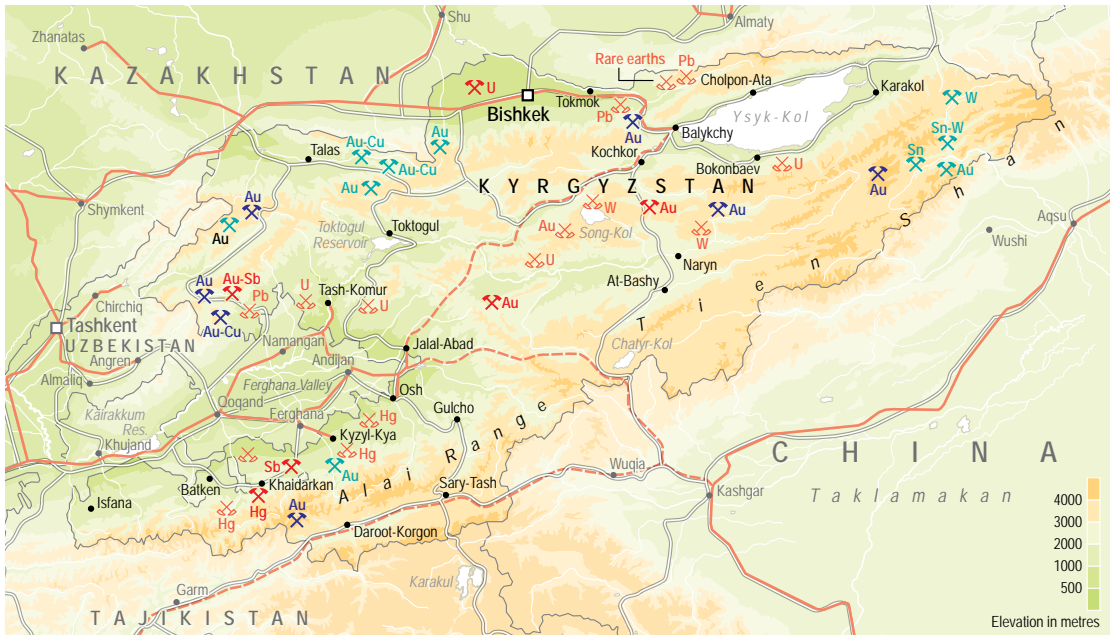 Shu
Almaty
Zhanatas
KAZAKHSTAN
Rare earths
Pb
Cholpon-Ata
Karakol
U
W
Bishkek
Tokmok
Pb
Au
Ysyk-Kol
Balykchy
Au
Sn-W
Talas
Au-Cu
Au-Cu
Kochkor
Bokonbaev
U
Sn
Au
Au
Au
KYRGYZSTAN
Shymkent
Au
Au
W
Au
Au
Aqsu
Wushi
Toktogul
Reservoir
Toktogul
Au
Song-Kol
W
U
Naryn
Tien Shan
Au
Au-Sb
Pb
U
Tash-Komur
U
Au
At-Bashy
Chirchiq
Au-Cu
Tashkent
UZBEKISTAN
Namangan
Jalal-Abad
Chatyr-Kol
Angren
Andijan
Almaliq
Ferghana Valley
Osh
Qoqand
Kairakkum
Res.
Ferghana
Hg
Gulcho
Khujand
Kyzyl-Kya
Hg
Alai Range
CHINA
Sb
Au
Batken
Khaidarkan
Sary-Tash
Wuqia
Kashgar
Taklamakan
Isfana
Hg
Hg
Au
Daroot-Korgon
Karakul
Garm
TAJIKISTAN
4000
3000
2000
1000
500
Elevation in metres